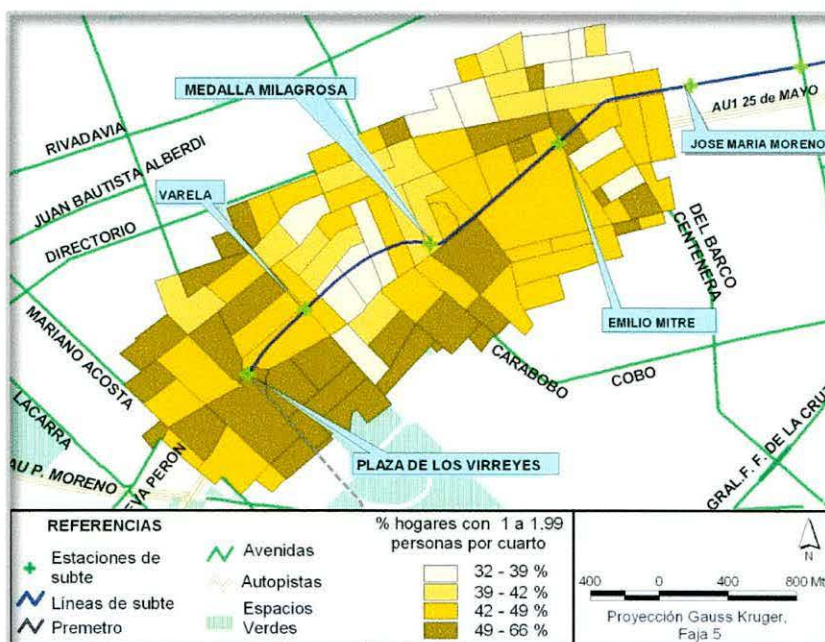 MEDALLA MILAGROSA
RIVADAVIA
JUAN BAUTISTA ALBERDI
VARELA
DIRECTORIO
MARIANO ACOSTA
LACARRA
AU P. MORENO
EVA PERON
PLAZA DE LOS VIRREYES
CARABOBO
COBO
EMILIO MITRE
DEL BARCO
CENTENERA
JOSE MARIA MORENO
AU1 25 de MAYO
GRAL.F. F. DE LA CRUZ
REFERENCIAS
Estaciones de
subte
Líneas de subte
Premetro
Avenidas
Autopistas
Espacios
Verdes
% hogares con 1 a 1.99
personas por cuarto
32 - 39 %
39 - 42 %
42 - 49 %
49 - 66 %
N
400 0 400 800 Mt
Proyección Gauss Kruger,
Faja 5